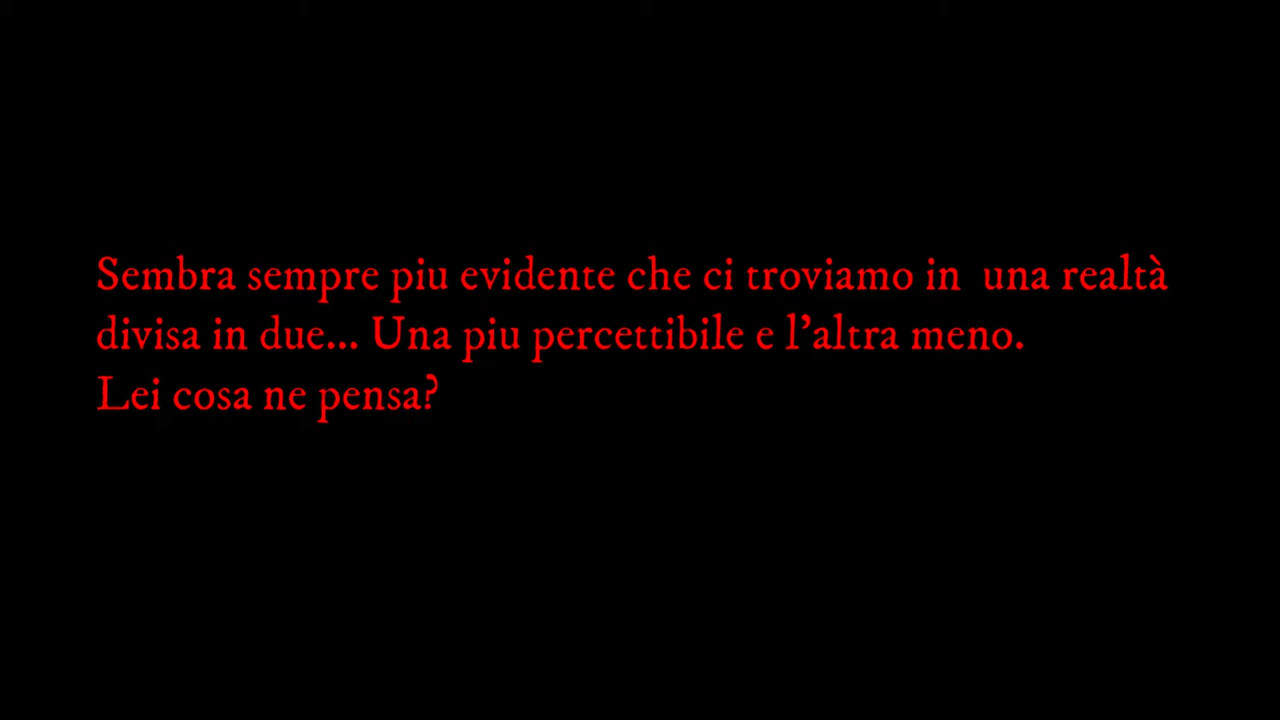 Sembra sempre piu evidente che ci troviamo in  una realtà
divisa in due... Una piu percettibile e l'altra meno.
Lei cosa ne pensa?